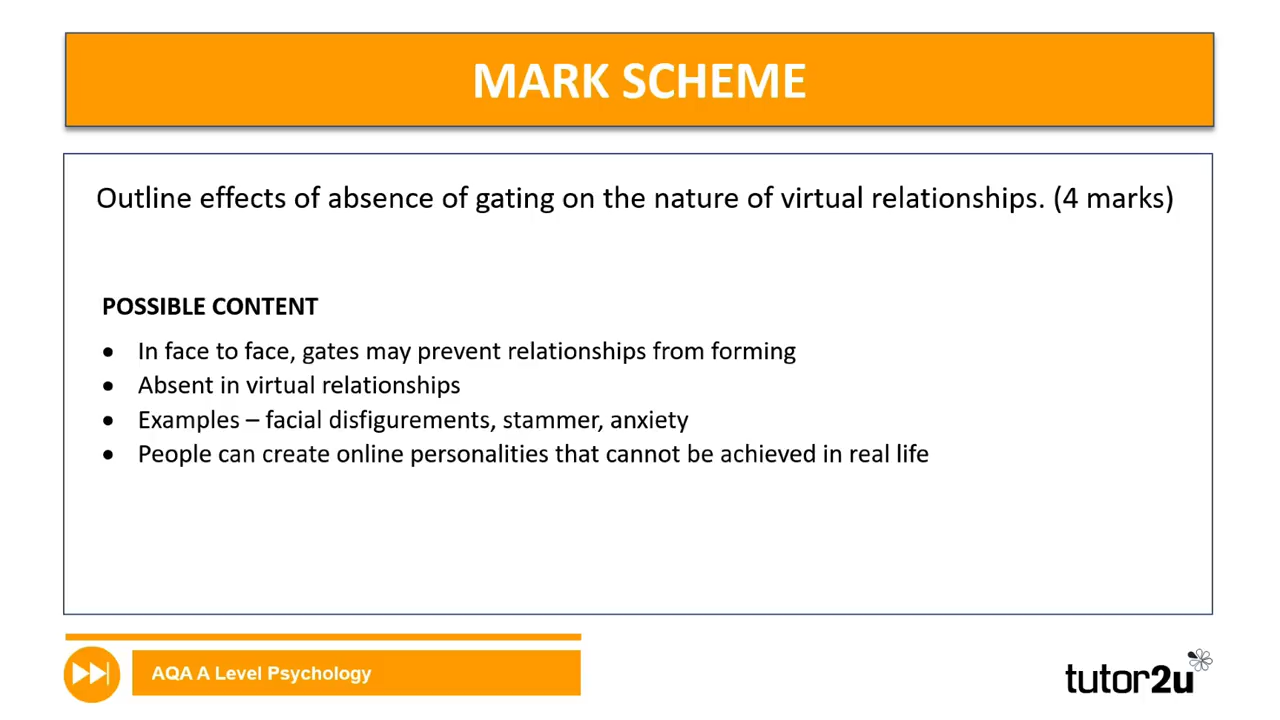 MARK SCHEME
Outline effects of absence of gating on the nature of virtual relationships. (4 marks)
POSSIBLE CONTENT
• In face to face, gates may prevent relationships from forming
• Absent in virtual relationships
• Examples – facial disfigurements, stammer, anxiety
• People can create online personalities that cannot be achieved in real life
AQA A Level Psychology
tutor2u